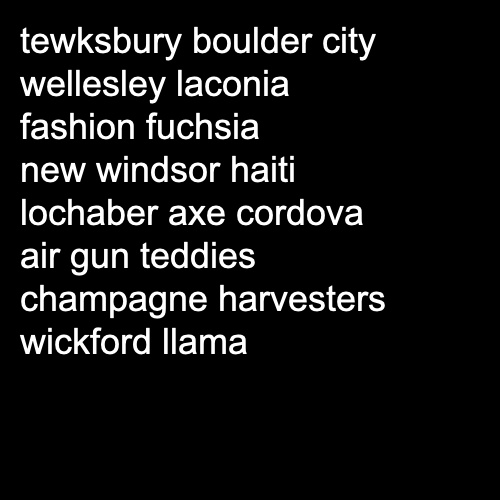 tewksbury boulder city
wellesley laconia
fashion fuchsia
new windsor haiti
lochaber axe cordova
air gun teddies
champagne harvesters
wickford llama